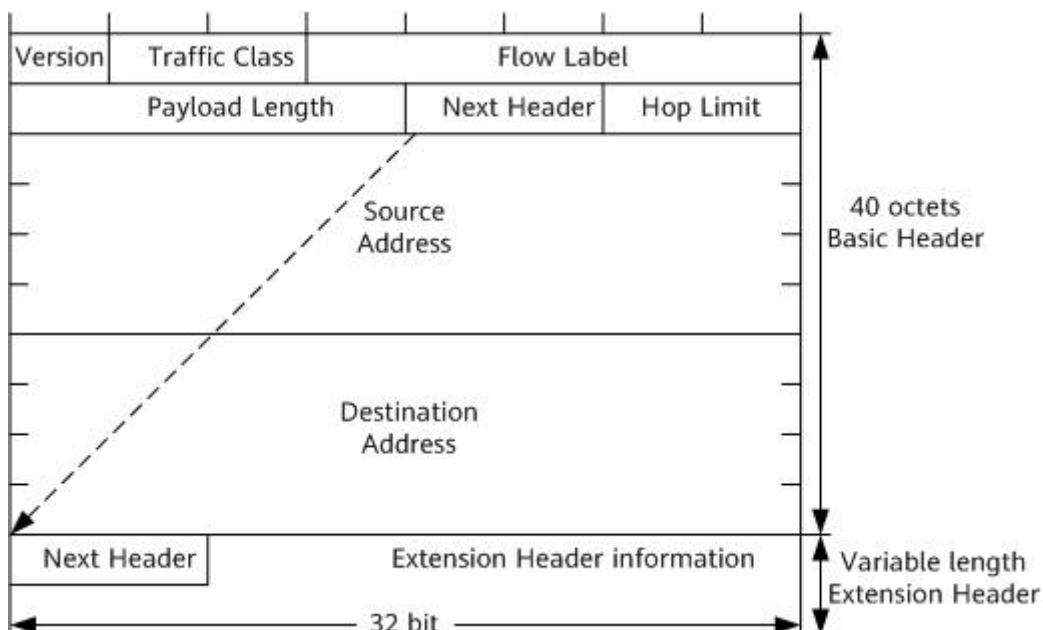 Version Traffic Class Flow Label
Payload Length Next Header Hop Limit
Source
Address
40 octets
Basic Header
Destination
Address
Next Header Extension Header information
Variable length
Extension Header
32 bit